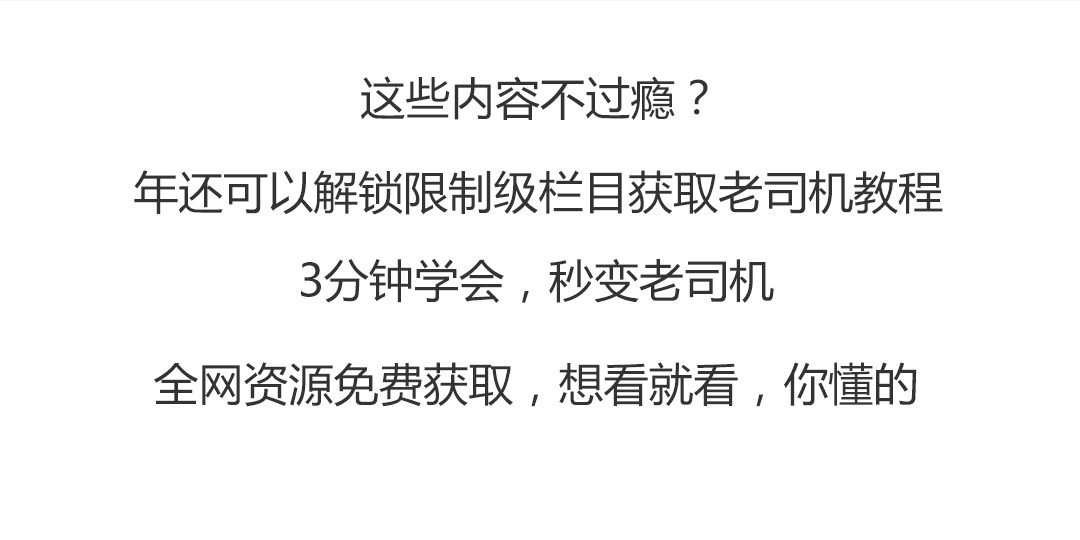 这些内容不过瘾？
年还可以解锁限制级栏目获取老司机教程
3分钟学会，秒变老司机
全网资源免费获取，想看就看，你懂的